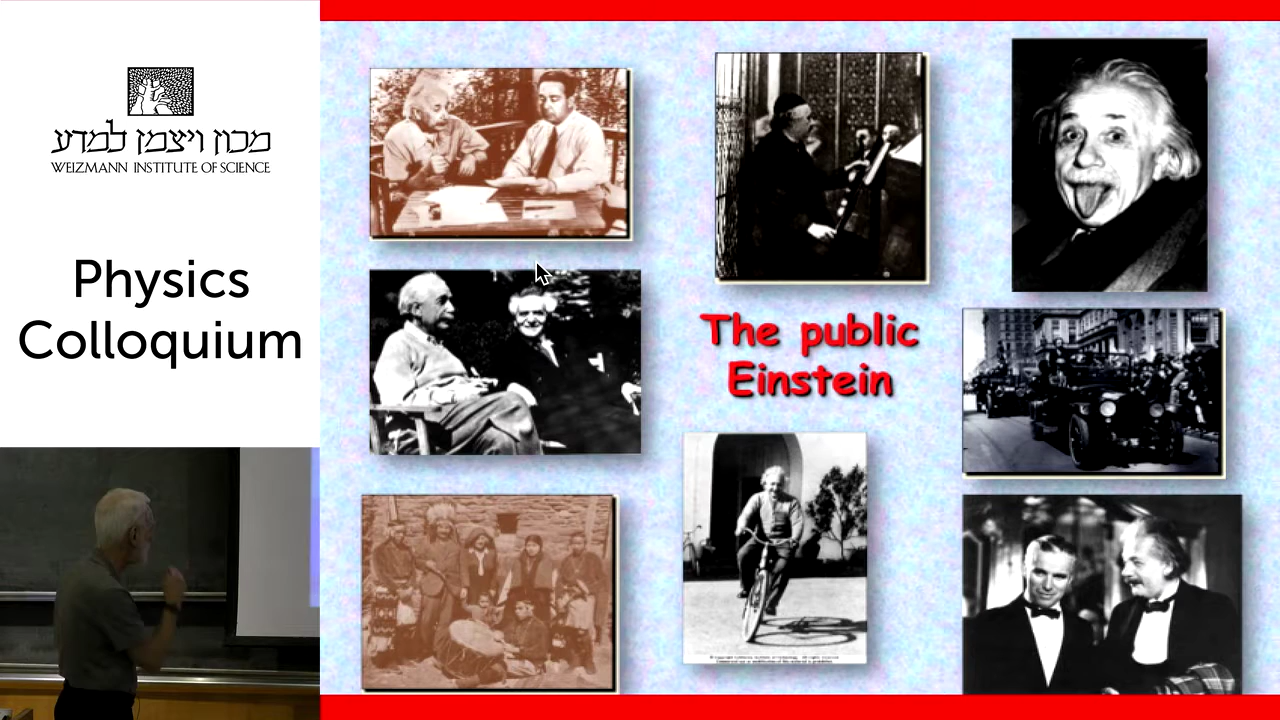 מכון ויצמן למדע
WEIZMANN INSTITUTE OF SCIENCE
Physics
Colloquium
The public
Einstein